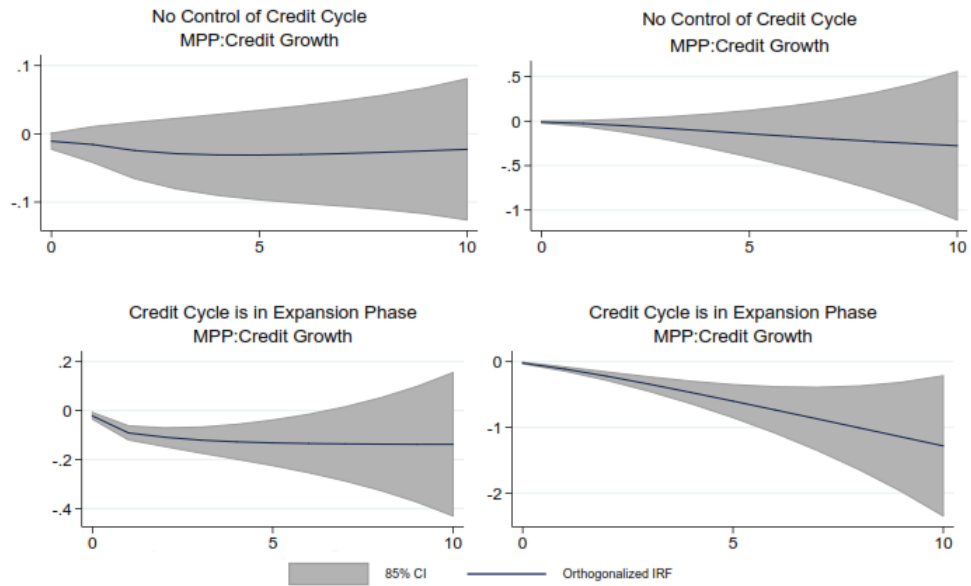 No Control of Credit Cycle
MPP:Credit Growth
.1
0
-.1
0
5
10
No Control of Credit Cycle
MPP:Credit Growth
.5
0
-.5
-1
0
5
10
Credit Cycle is in Expansion Phase
MPP:Credit Growth
.2
0
-.2
-.4
0
5
10
Credit Cycle is in Expansion Phase
MPP:Credit Growth
0
-1
-2
0
5
10
85% CI
Orthogonalized IRF